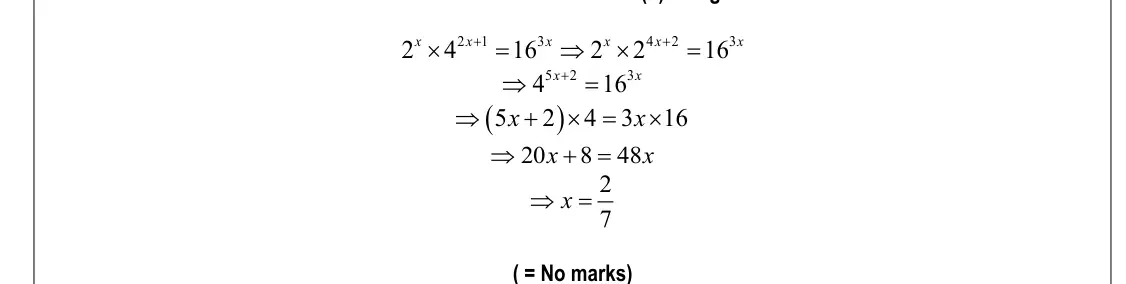 2^x × 4^{2x+1} = 16^{3x} ⇒ 2^x × 2^{4x+2} = 16^{3x}
⇒ 4^{5x+2} = 16^{3x}
⇒ (5x + 2) × 4 = 3x × 16
⇒ 20x + 8 = 48x
⇒ x = 2/7
( = No marks)